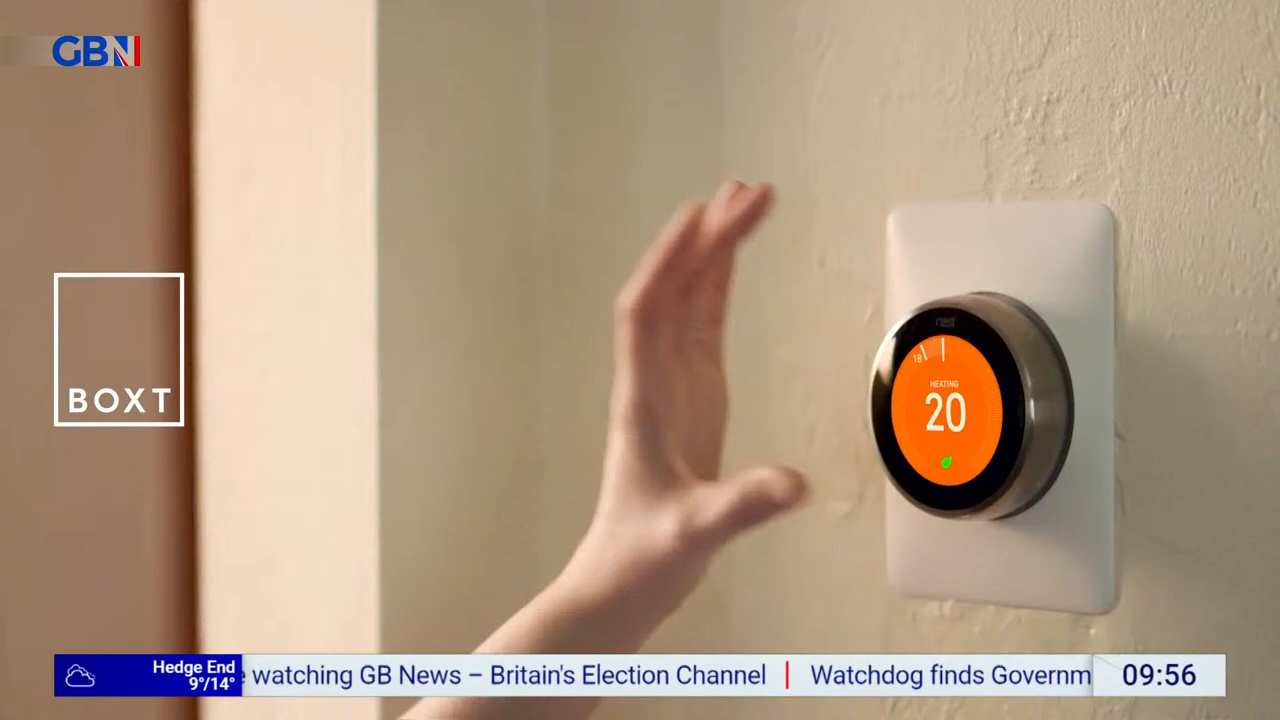 GBN
BOXT
nest
18
HEATING
20
Hedge End
9°/14°
watching GB News – Britain's Election Channel | Watchdog finds
09:56